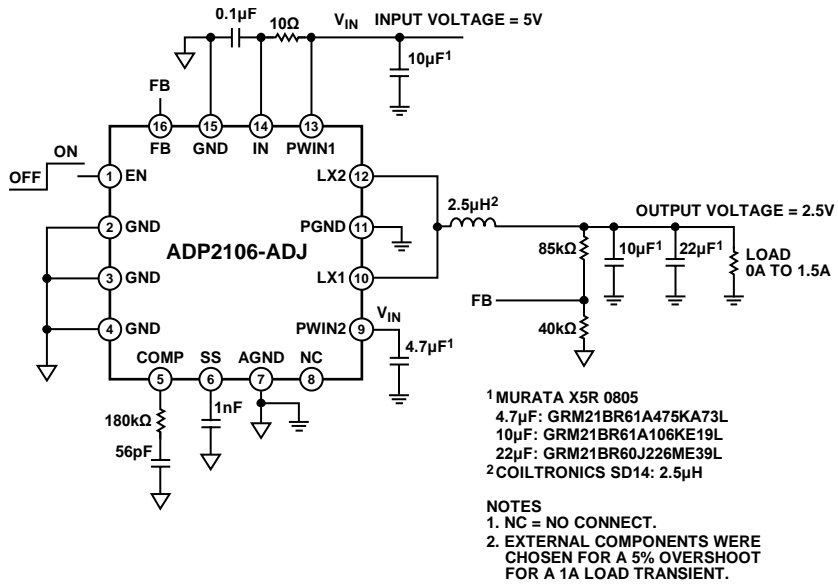 0.1µF
10Ω
VIN
INPUT VOLTAGE = 5V
10µF1
FB
16
15
14
13
FB
GND
IN
PWIN1
OFF
ON
1
EN
LX2
12
2
GND
PGND
11
ADP2106-ADJ
3
GND
LX1
10
4
GND
PWIN2
9
VIN
4.7µF1
COMP
SS
AGND
NC
5
6
7
8
180kΩ
56pF
1nF
2.5µH2
OUTPUT VOLTAGE = 2.5V
85kΩ
10µF1
22µF1
LOAD
0A TO 1.5A
FB
40kΩ
1 MURATA X5R 0805
4.7µF: GRM21BR61A475KA73L
10µF: GRM21BR61A106KE19L
22µF: GRM21BR60J226ME39L
2 COILTRONICS SD14: 2.5µH
NOTES
1. NC = NO CONNECT.
2. EXTERNAL COMPONENTS WERE
CHOSEN FOR A 5% OVERSHOOT
FOR A 1A LOAD TRANSIENT.